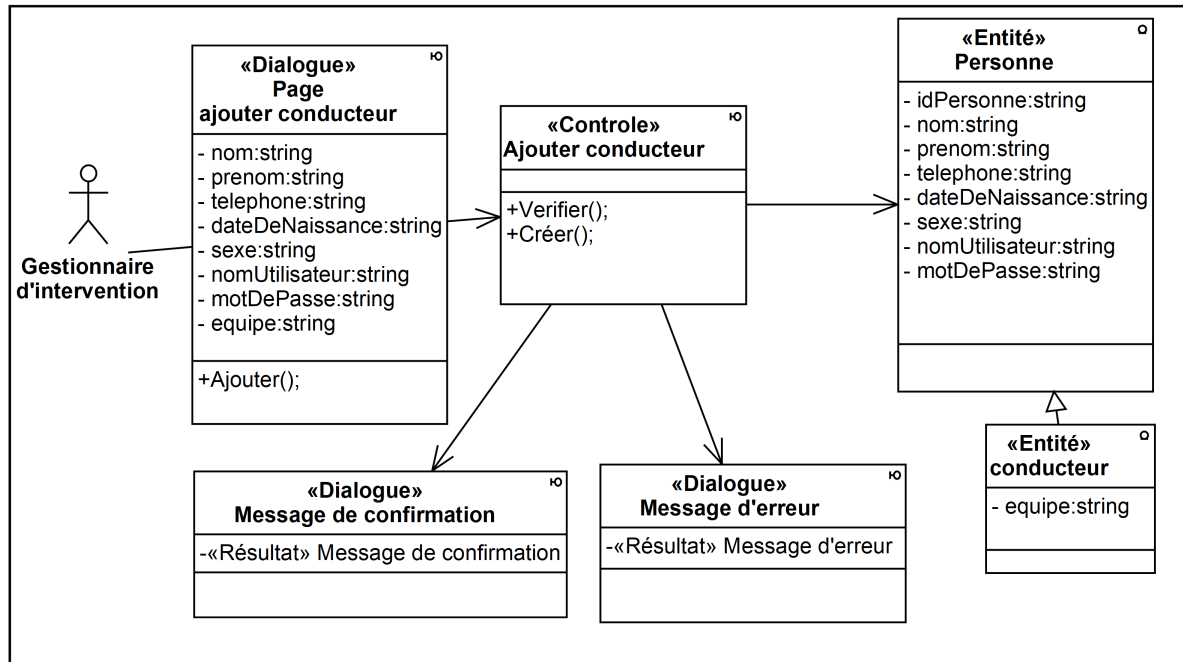 Gestionnaire
d'intervention
«Dialogue»
Page
ajouter conducteur
- nom:string
- prenom:string
- telephone:string
- dateDeNaissance:string
- sexe:string
- nomUtilisateur:string
- motDePasse:string
- equipe:string
+Ajouter();
«Controle»
Ajouter conducteur
+Verifier();
+Créer();
«Entité»
Personne
- idPersonne:string
- nom:string
- prenom:string
- telephone:string
- dateDeNaissance:string
- sexe:string
- nomUtilisateur:string
- motDePasse:string
«Entité»
conducteur
- equipe:string
«Dialogue»
Message de confirmation
-«Résultat» Message de confirmation
«Dialogue»
Message d'erreur
-«Résultat» Message d'erreur